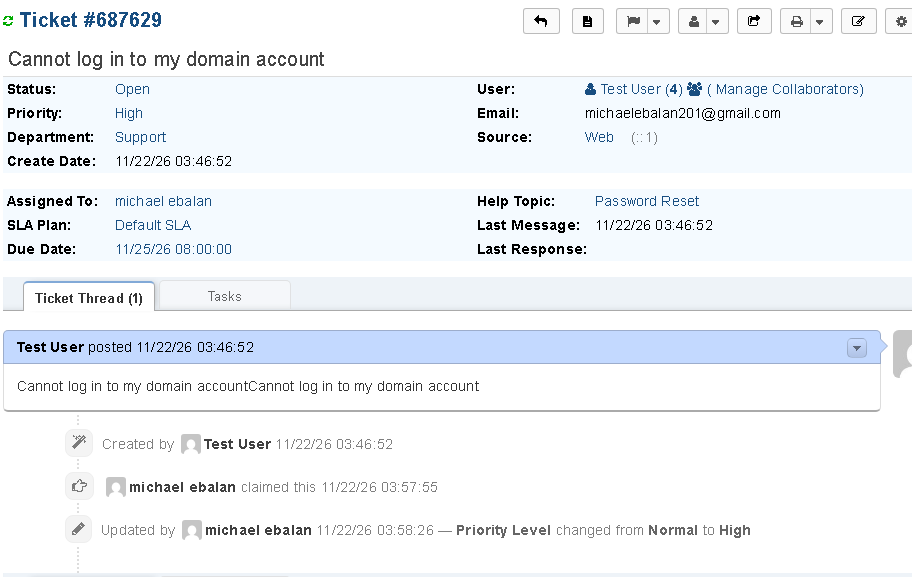 Ticket #687629
Cannot log in to my domain account
Status: Open
Priority: High
Department: Support
Create Date: 11/22/26 03:46:52
User: Test User (4) ( Manage Collaborators)
Email: michaelebalan201@gmail.com
Source: Web (::1)
Assigned To: michael ebalan
SLA Plan: Default SLA
Due Date: 11/25/26 08:00:00
Help Topic: Password Reset
Last Message: 11/22/26 03:46:52
Last Response:
Ticket Thread (1) Tasks
Test User posted 11/22/26 03:46:52
Cannot log in to my domain accountCannot log in to my domain account
Created by Test User 11/22/26 03:46:52
michael ebalan claimed this 11/22/26 03:57:55
Updated by michael ebalan 11/22/26 03:58:26 — Priority Level changed from Normal to High